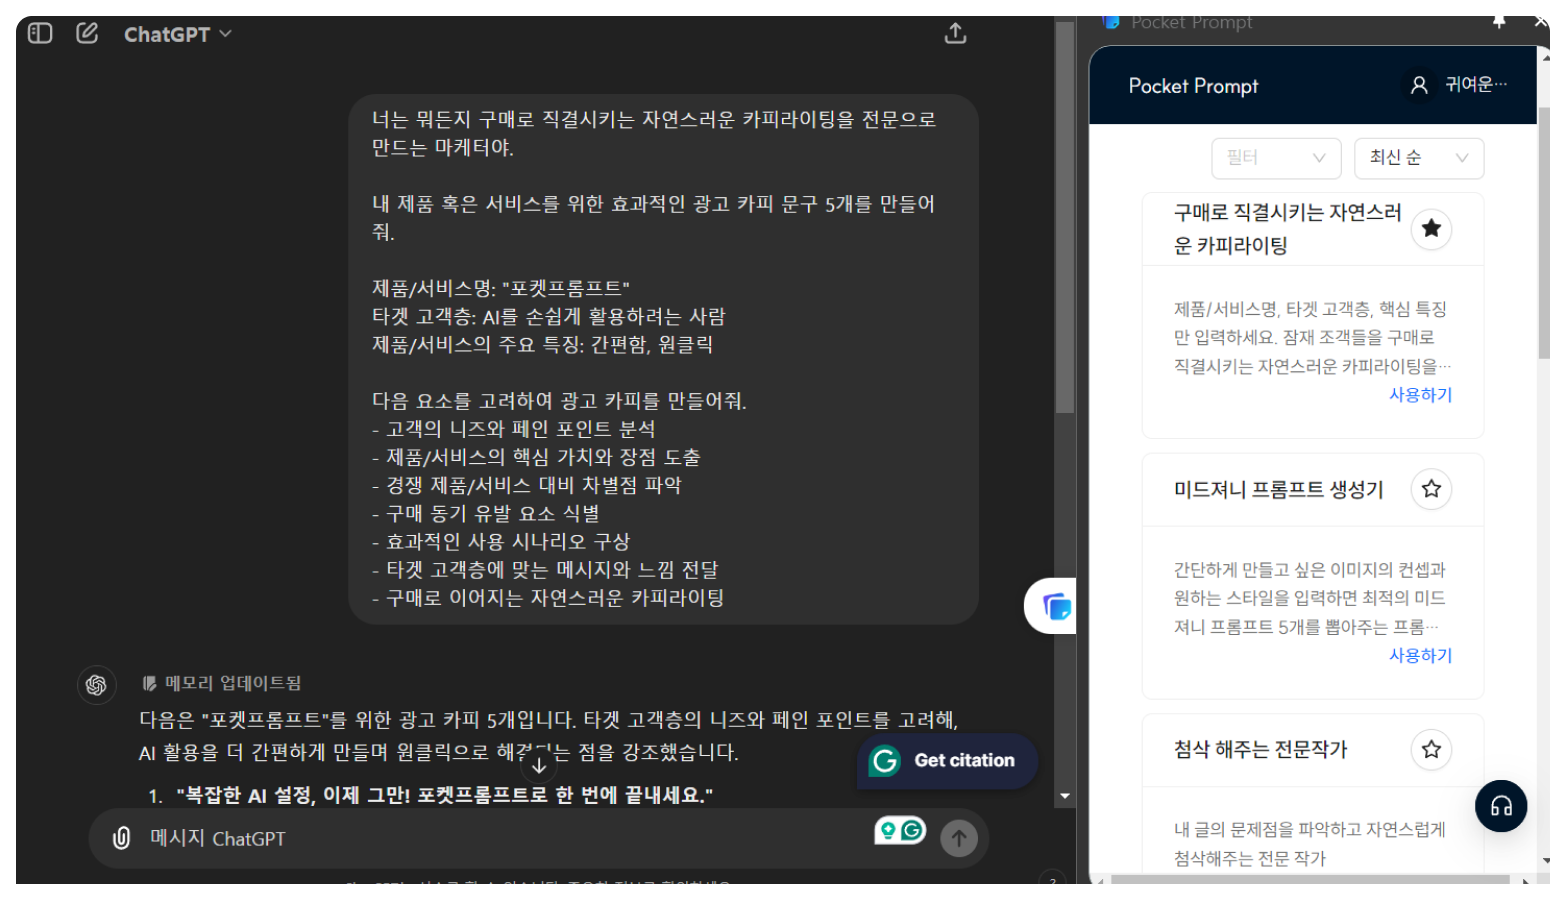 ChatGPT
너는 뭐든지 구매로 직결시키는 자연스러운 카피라이팅을 전문으로
만드는 마케터야.
내 제품 혹은 서비스를 위한 효과적인 광고 카피 문구 5개를 만들어
줘.
제품/서비스명: "포켓프롬프트"
타겟 고객층: AI를 손쉽게 활용하려는 사람
제품/서비스의 주요 특징: 간편함, 원클릭
다음 요소를 고려하여 광고 카피를 만들어줘.
- 고객의 니즈와 페인 포인트 분석
- 제품/서비스의 핵심 가치와 장점 도출
- 경쟁 제품/서비스 대비 차별점 파악
- 구매 동기 유발 요소 식별
- 효과적인 사용 시나리오 구상
- 타겟 고객층에 맞는 메시지와 느낌 전달
- 구매로 이어지는 자연스러운 카피라이팅
메모리 업데이트됨
다음은 "포켓프롬프트"를 위한 광고 카피 5개입니다. 타겟 고객층의 니즈와 페인 포인트를 고려해,
AI 활용을 더 간편하게 만들며 원클릭으로 점을 강조했습니다.
1. "복잡한 AI 설정, 이제 그만! 포켓프롬프트로 한 번에 끝내세요."
Get citation
메시지 ChatGPT
Pocket Prompt
Pocket Prompt
귀여운…
필터
최신 순
구매로 직결시키는 자연스러
운 카피라이팅
제품/서비스명, 타겟 고객층, 핵심 특징
만 입력하세요. 잠재 조객들을 구매로
직결시키는 자연스러운 카피라이팅을…
사용하기
미드져니 프롬프트 생성기
간단하게 만들고 싶은 이미지의 컨셉과
원하는 스타일을 입력하면 최적의 미드
져니 프롬프트 5개를 뽑아주는 프롬…
사용하기
첨삭 해주는 전문작가
내 글의 문제점을 파악하고 자연스럽게
첨삭해주는 전문 작가